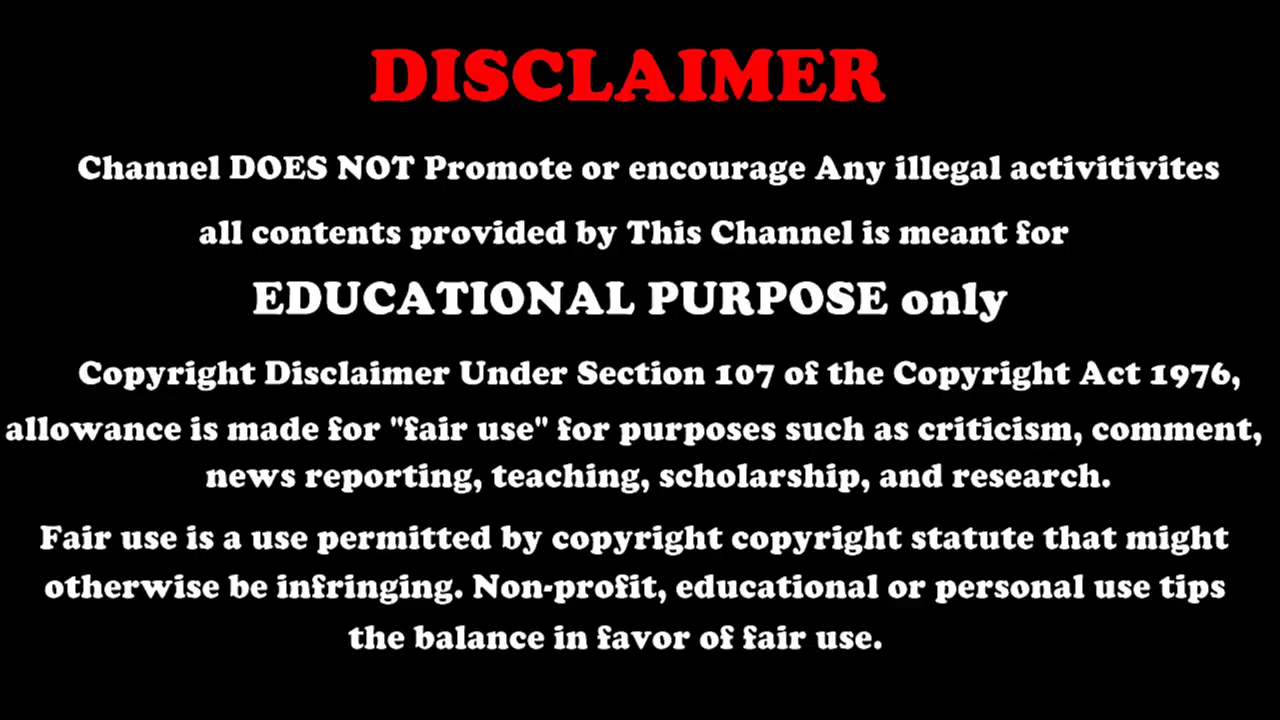 DISCLAIMER
Channel DOES NOT Promote or encourage Any illegal activitivites
all contents provided by This Channel is meant for
EDUCATIONAL PURPOSE only
Copyright Disclaimer Under Section 107 of the Copyright Act 1976,
allowance is made for "fair use" for purposes such as criticism, comment,
news reporting, teaching, scholarship, and research.
Fair use is a use permitted by copyright copyright statute that might
otherwise be infringing. Non-profit, educational or personal use tips
the balance in favor of fair use.